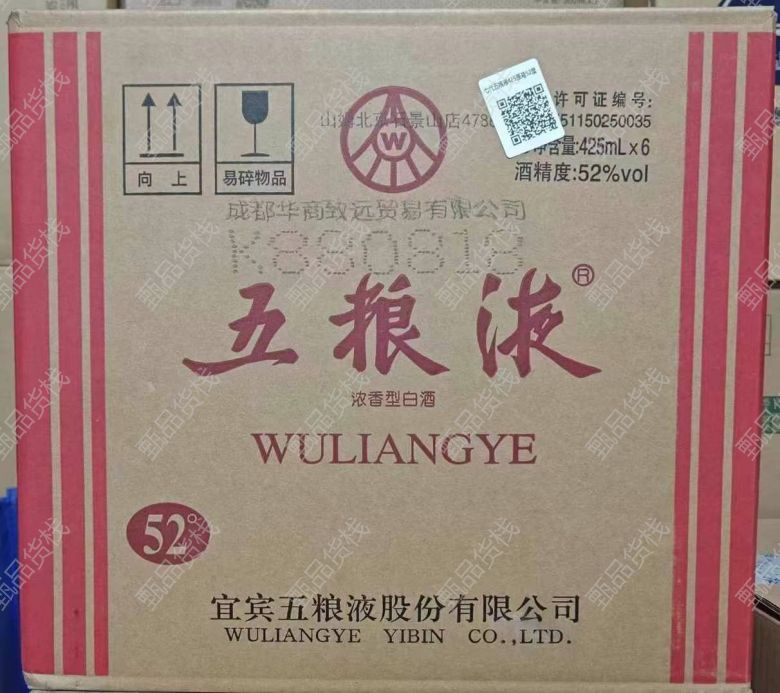 向 上
易碎物品
W
许可证编号:
51150250035
净含量:425mL×6
酒精度:52%vol
成都华商致远贸易有限公司
K880818
五粮液®
浓香型白酒
WULIANGYE
52°
宜宾五粮液股份有限公司
WULIANGYE YIBIN CO.,LTD.
甄品货栈